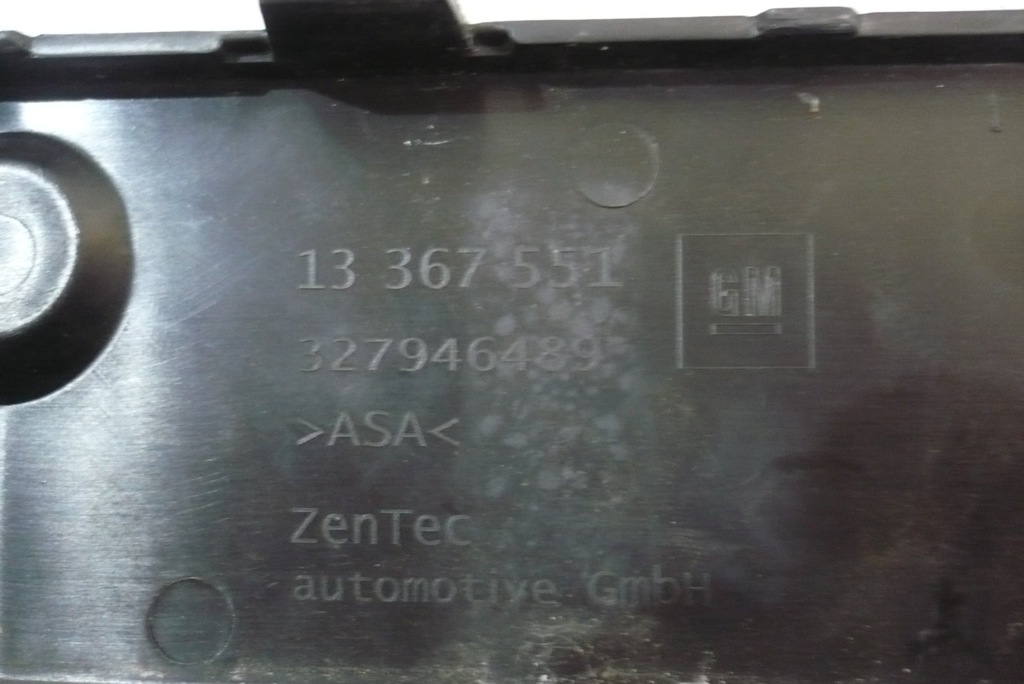 13 367 551
GM
327946489
>ASA<
ZenTec
automotive GmbH